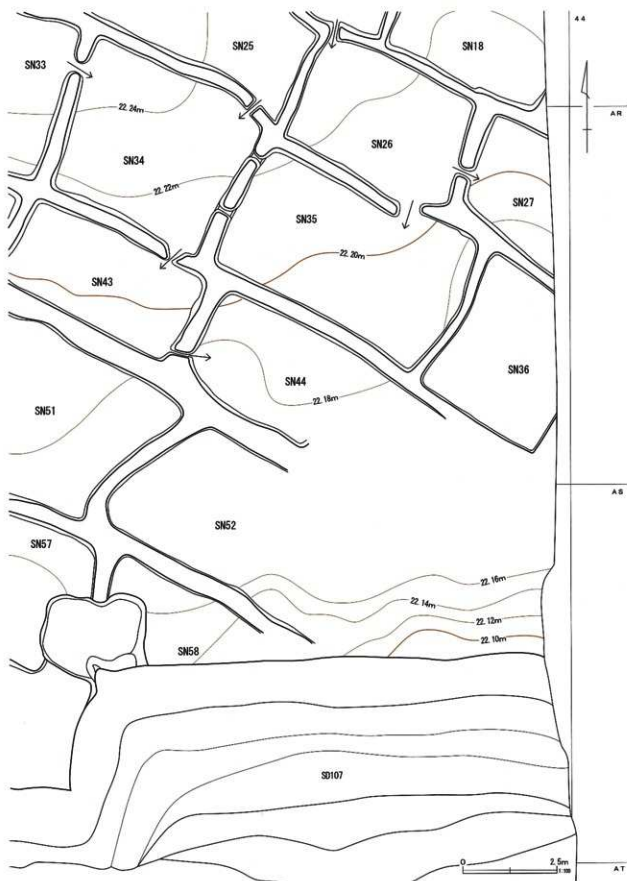 44
SN25
SN18
SN33
AR
22.24m
SN26
SN34
22.22m
SN27
SN35
22.20m
SN43
SN36
SN44
22.18m
SN51
AS
SN52
SN57
22.16m
22.14m
22.12m
22.10m
SN58
SD107
0 2.5m
1:100
AT